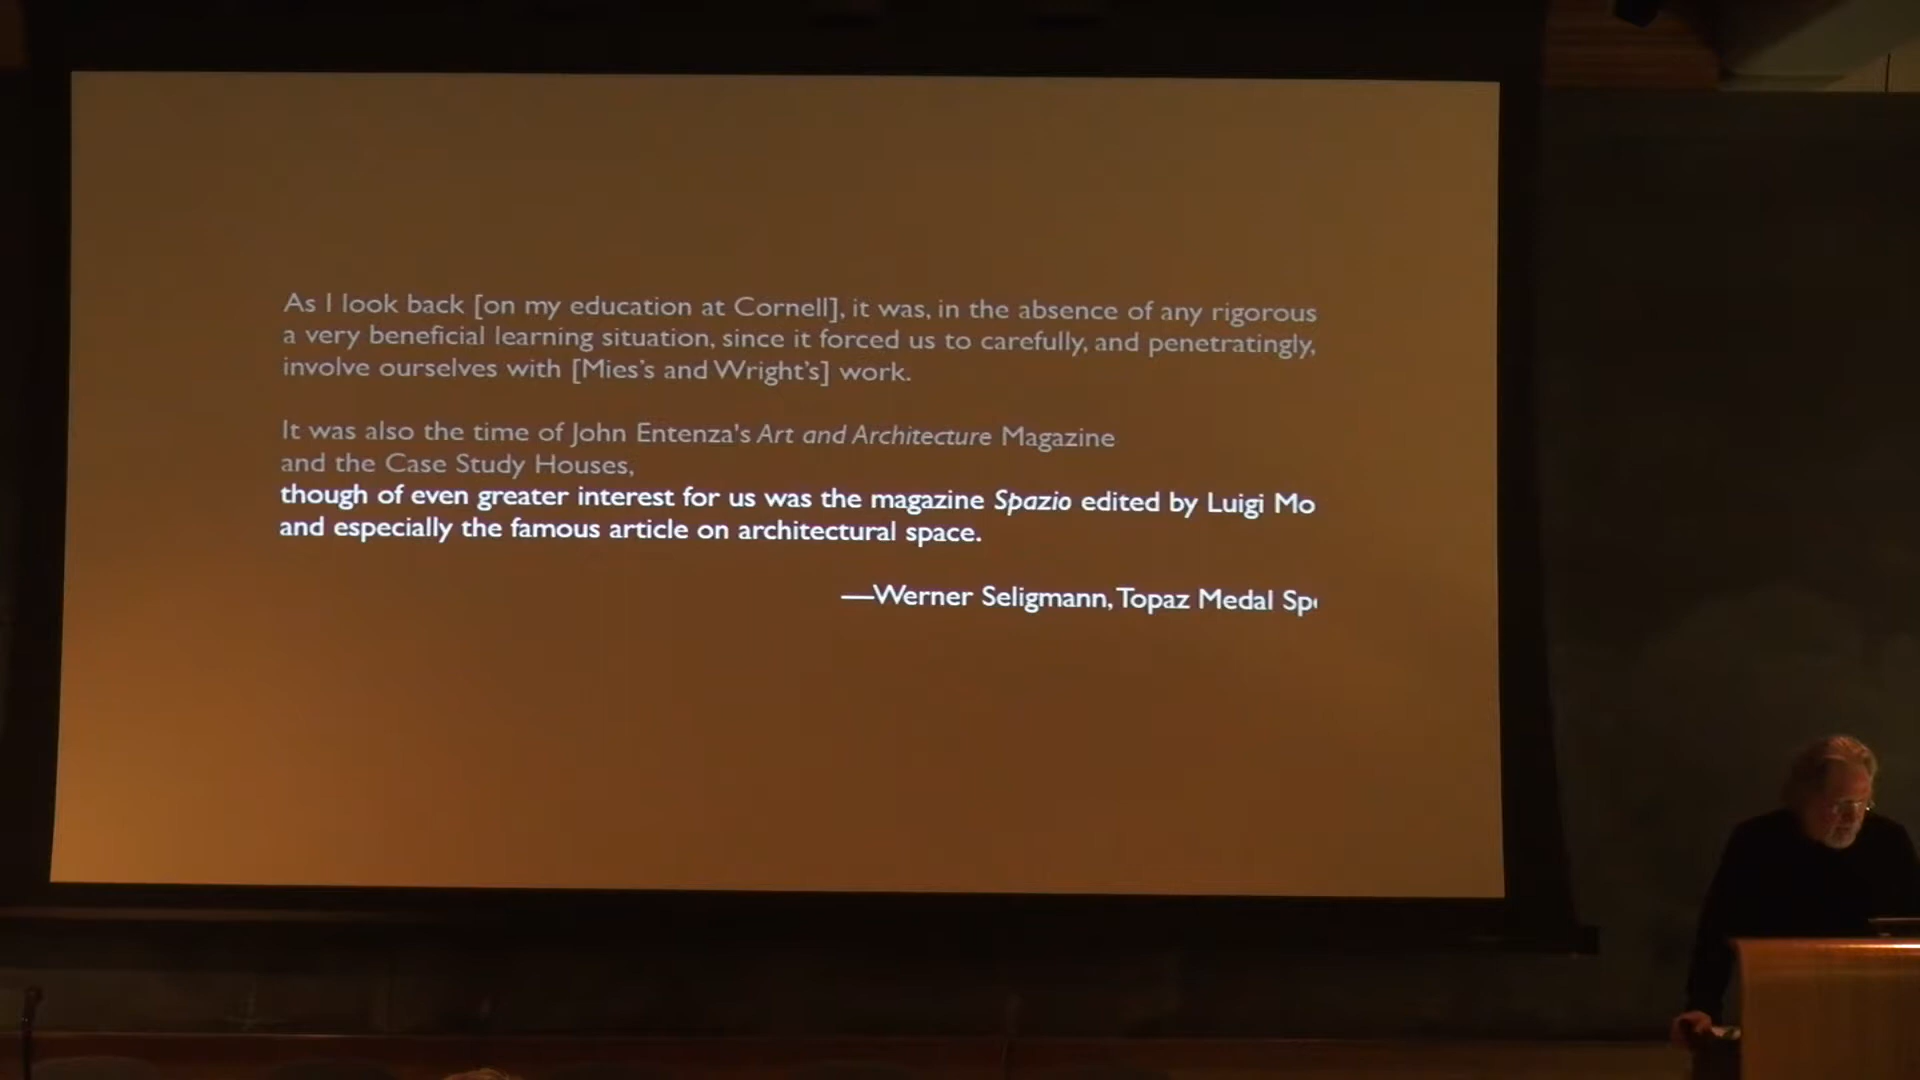 As I look back [on my education at Cornell], it was, in the absence of any rigorous
a very beneficial learning situation, since it forced us to carefully, and penetratingly,
involve ourselves with [Mies's and Wright's] work.
It was also the time of John Entenza's Art and Architecture Magazine
and the Case Study Houses,
though of even greater interest for us was the magazine Spazio edited by Luigi Mo
and especially the famous article on architectural space.
—Werner Seligmann, Topaz Medal